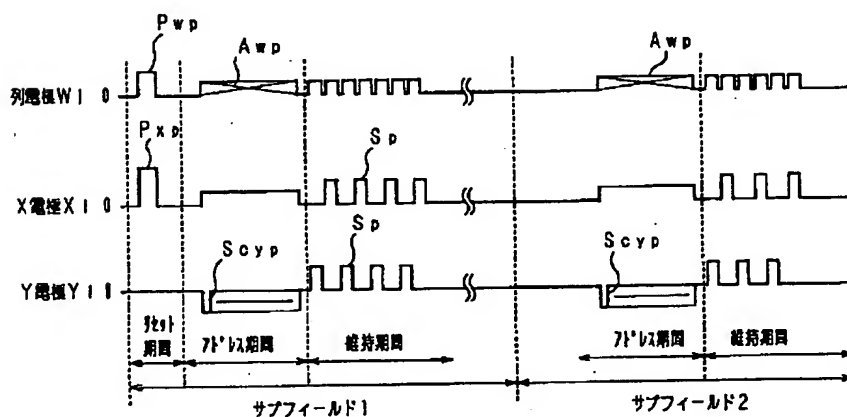 Pwp
Awp
Awp
列電極Wi 0
Pxp
Sp
X電極Xi 0
Scyp
Sp
Scyp
Y電極Yi 0
ﾘｾｯﾄ
期間
ｱﾄﾞﾚｽ期間
維持期間
ｱﾄﾞﾚｽ期間
維持期間
サブフィールド1
サブフィールド2